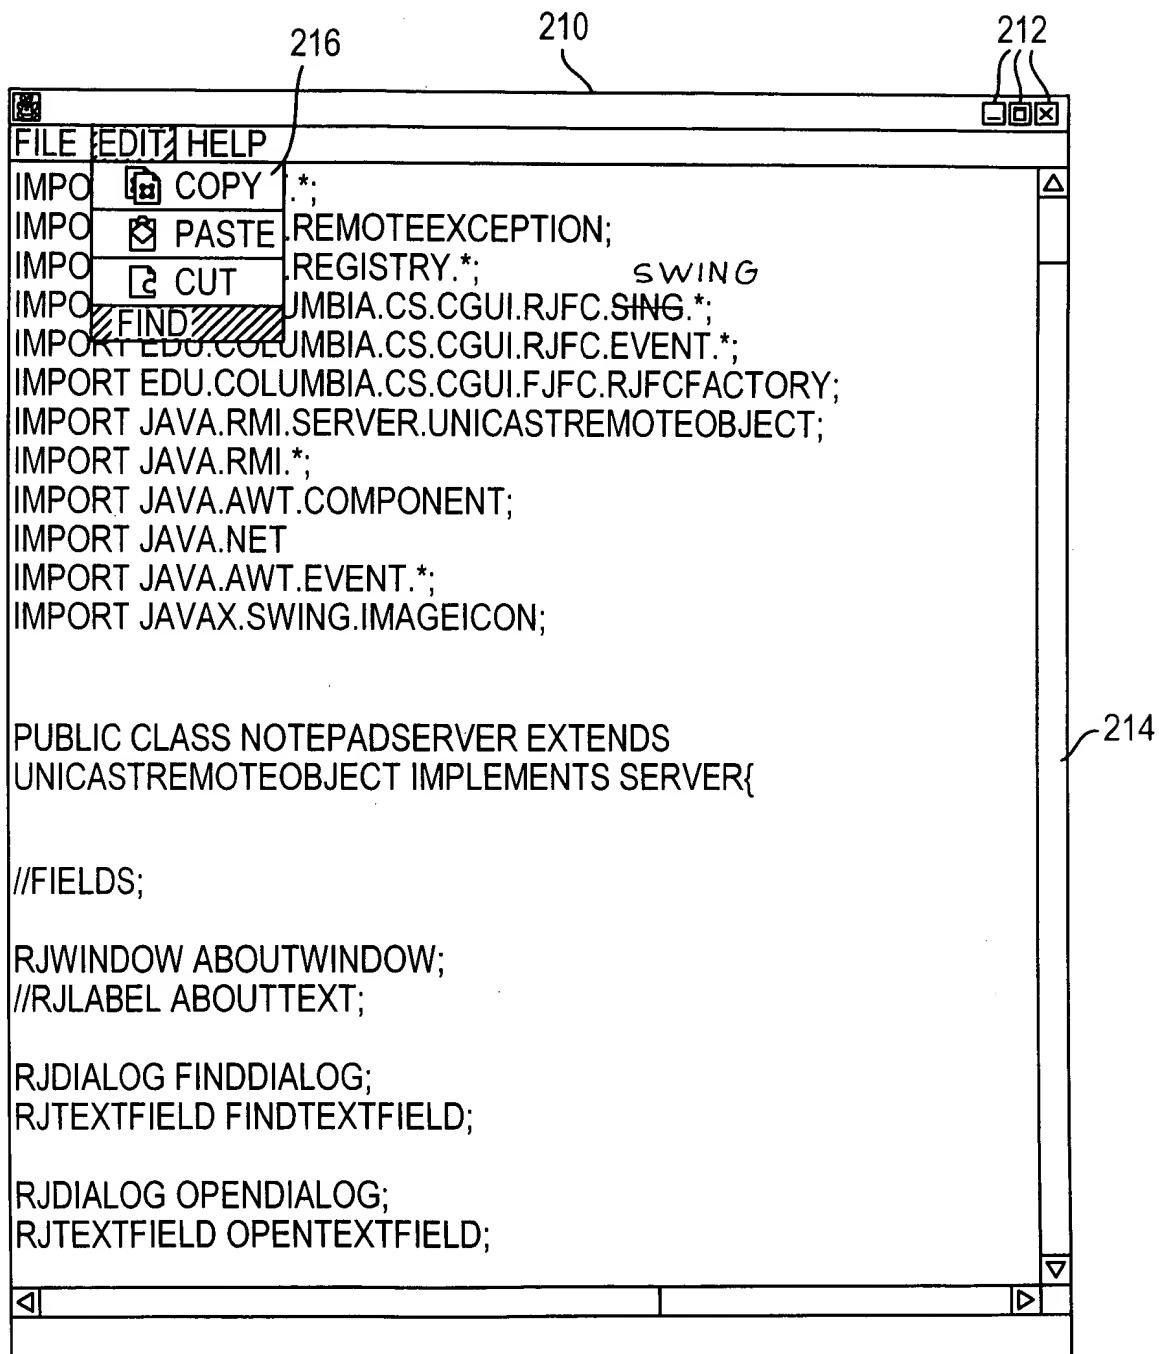 216 210 212
FILE EDIT HELP
IMPO COPY .*;
IMPO PASTE .REMOTEEXCEPTION;
IMPO CUT .REGISTRY.*;
SWING
IMPO FIND UMBIA.CS.CGUI.RJFC.SING.*;
IMPORT EDU.COLUMBIA.CS.CGUI.RJFC.EVENT.*;
IMPORT EDU.COLUMBIA.CS.CGUI.FJFC.RJFCFACTORY;
IMPORT JAVA.RMI.SERVER.UNICASTREMOTEOBJECT;
IMPORT JAVA.RMI.*;
IMPORT JAVA.AWT.COMPONENT;
IMPORT JAVA.NET
IMPORT JAVA.AWT.EVENT.*;
IMPORT JAVAX.SWING.IMAGEICON;
PUBLIC CLASS NOTEPADSERVER EXTENDS
214
UNICASTREMOTEOBJECT IMPLEMENTS SERVER{
//FIELDS;
RJWINDOW ABOUTWINDOW;
//RJLABEL ABOUTTEXT;
RJDIALOG FINDDIALOG;
RJTEXTFIELD FINDTEXTFIELD;
RJDIALOG OPENDIALOG;
RJTEXTFIELD OPENTEXTFIELD;